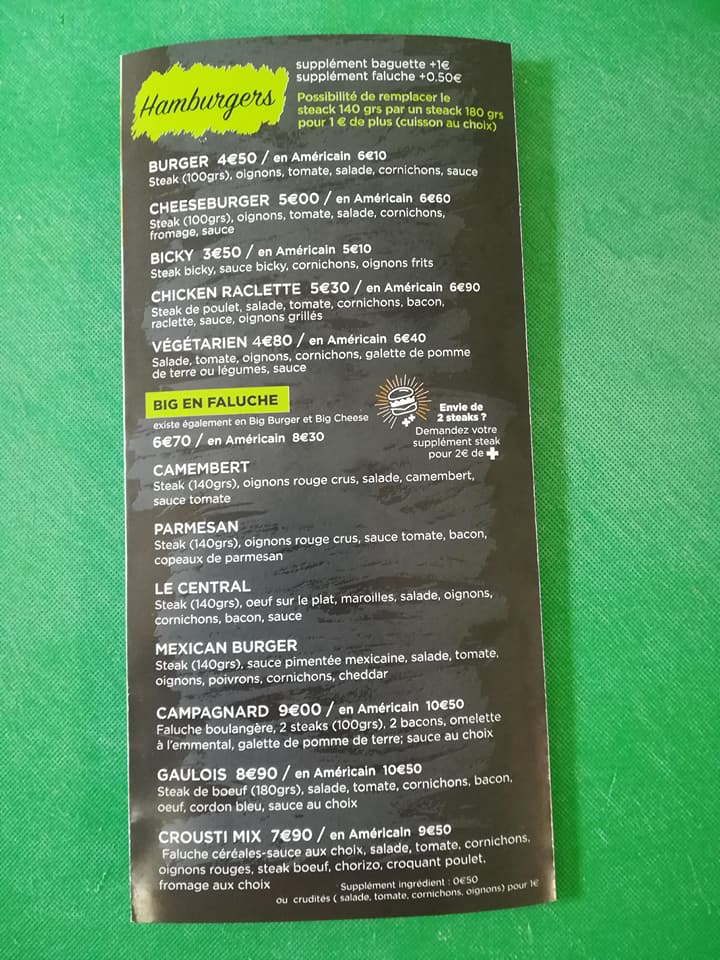 Hamburgers
supplément baguette +1€
supplément faluche +0.50€
Possibilité de remplacer le
steack 140 grs par un steack 180 grs
pour 1 € de plus (cuisson au choix)
BURGER 4€50 / en Américain 6€10
Steak (100grs), oignons, tomate, salade, cornichons, sauce
CHEESEBURGER 5€00 / en Américain 6€60
Steak (100grs), oignons, tomate, salade, cornichons,
fromage, sauce
BICKY 3€50 / en Américain 5€10
Steak bicky, sauce bicky, cornichons, oignons frits
CHICKEN RACLETTE 5€30 / en Américain 6€90
Steak de poulet, salade, tomate, cornichons, bacon,
raclette, sauce, oignons grillés
VÉGÉTARIEN 4€80 / en Américain 6€40
Salade, tomate, oignons, cornichons, galette de pomme
de terre ou légumes, sauce
BIG EN FALUCHE
existe également en Big Burger et Big Cheese
6€70 / en Américain 8€30
Envie de
2 steaks ?
Demandez votre
supplément steak
pour 2€ de +
CAMEMBERT
Steak (140grs), oignons rouge crus, salade, camembert,
sauce tomate
PARMESAN
Steak (140grs), oignons rouge crus, sauce tomate, bacon,
copeaux de parmesan
LE CENTRAL
Steak (140grs), oeuf sur le plat, maroilles, salade, oignons,
cornichons, bacon, sauce
MEXICAN BURGER
Steak (140grs), sauce pimentée mexicaine, salade, tomate,
oignons, poivrons, cornichons, cheddar
CAMPAGNARD 9€00 / en Américain 10€50
Faluche boulangère, 2 steaks (100grs), 2 bacons, omelette
à l'emmental, galette de pomme de terre; sauce au choix
GAULOIS 8€90 / en Américain 10€50
Steak de boeuf (180grs), salade, tomate, cornichons, bacon,
oeuf, cordon bleu, sauce au choix
CROUSTI MIX 7€90 / en Américain 9€50
Faluche céréales-sauce aux choix, salade, tomate, cornichons,
oignons rouges, steak boeuf, chorizo, croquant poulet,
fromage aux choix
Supplément ingrédient : 0€50
ou crudités ( salade, tomate, cornichons, oignons) pour 1€